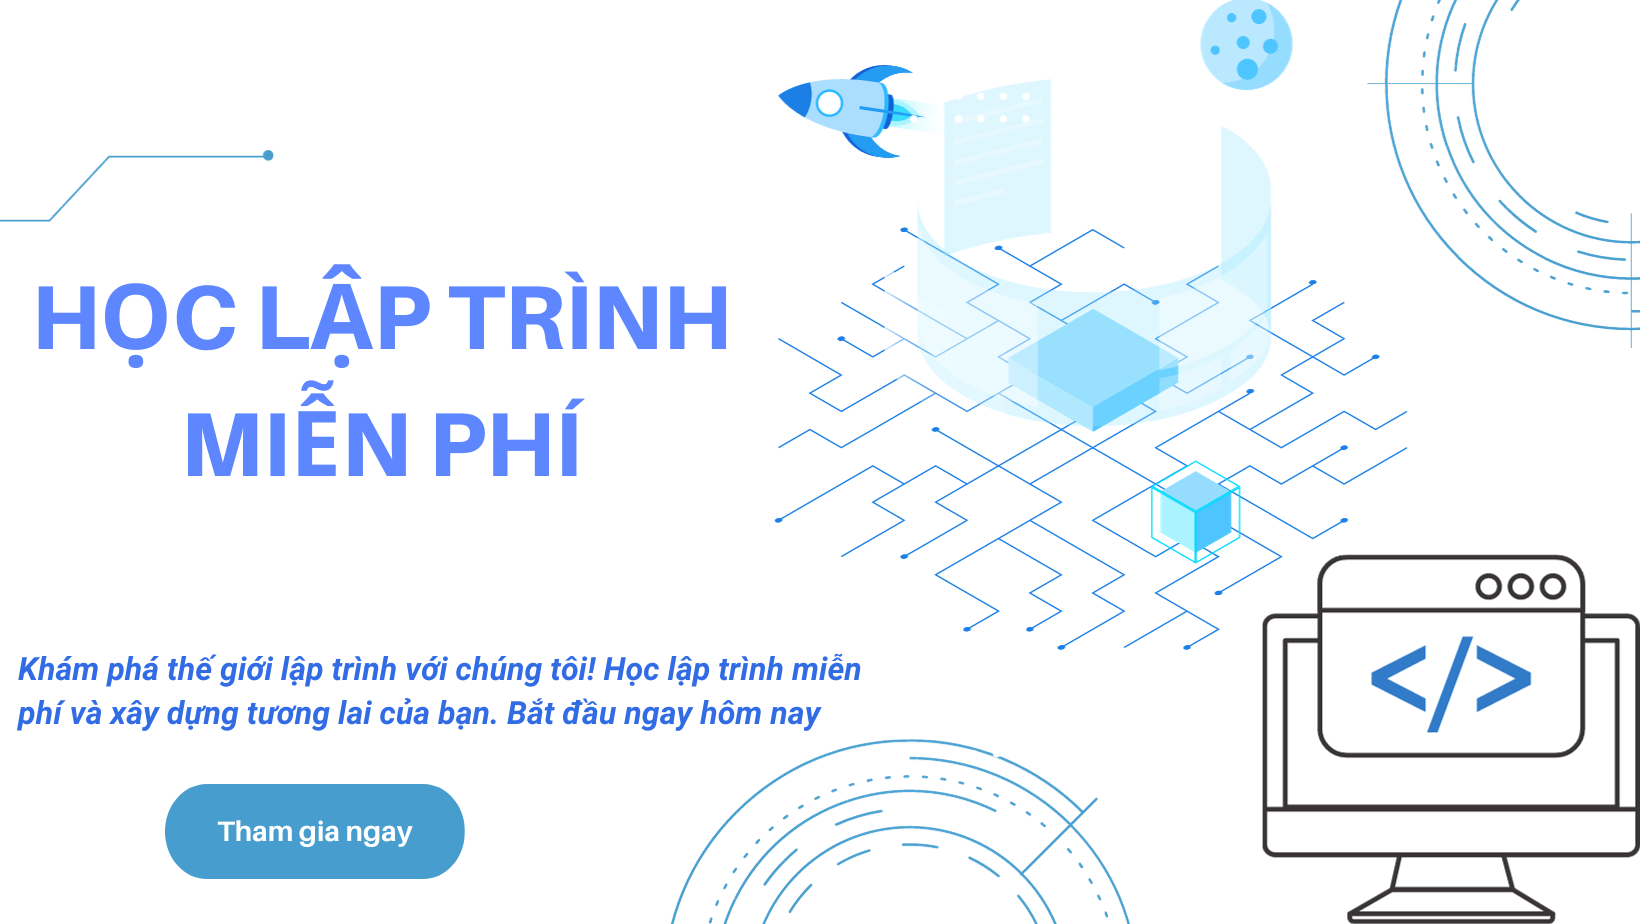 HỌC LẬP TRÌNH
MIỄN PHÍ
Khám phá thế giới lập trình với chúng tôi! Học lập trình miễn
phí và xây dựng tương lai của bạn. Bắt đầu ngay hôm nay
Tham gia ngay
</>